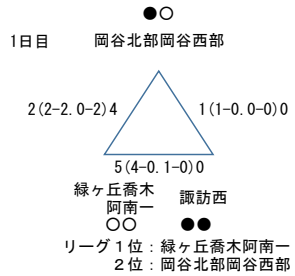 ●○
1日目
岡谷北部岡谷西部
2(2-2.0-2)4
1(1-0.0-0)0
5(4-0.1-0)0
緑ヶ丘喬木
阿南一
諏訪西
○○
●●
リーグ１位：緑ヶ丘喬木阿南一
２位：岡谷北部岡谷西部